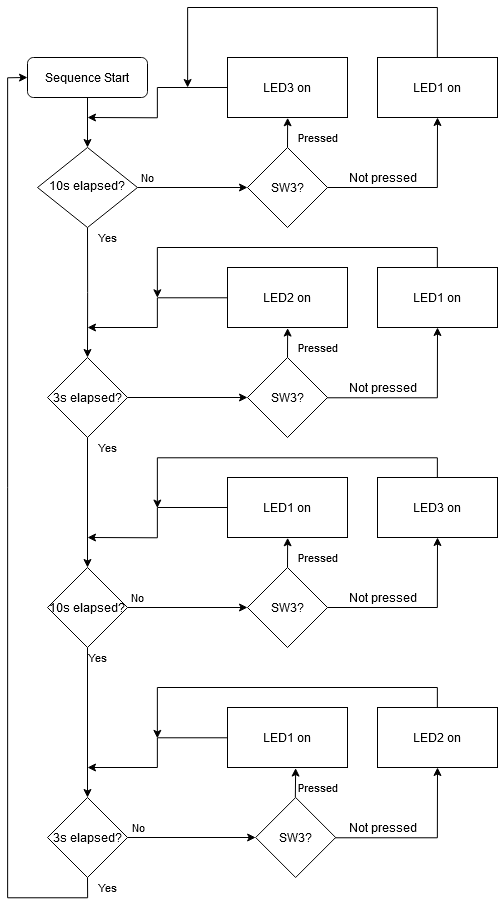 Sequence Start
LED3 on
LED1 on
Pressed
10s elapsed?
No
SW3?
Not pressed
Yes
LED2 on
LED1 on
Pressed
3s elapsed?
SW3?
Not pressed
Yes
LED1 on
LED3 on
Pressed
10s elapsed?
No
SW3?
Not pressed
Yes
LED1 on
LED2 on
Pressed
3s elapsed?
No
SW3?
Not pressed
Yes